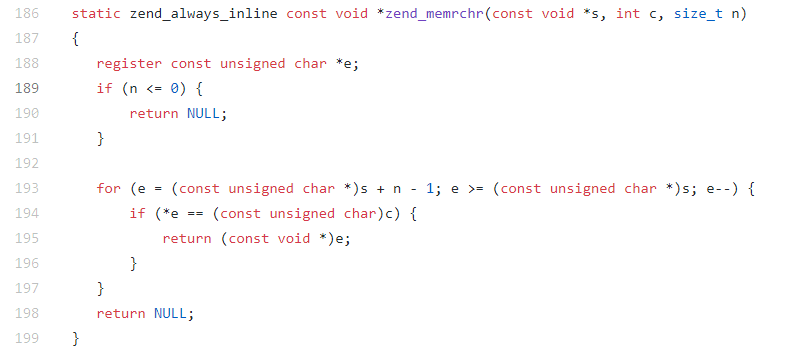 186 static zend_always_inline const void *zend_memrchr(const void *s, int c, size_t n)
187 {
188 register const unsigned char *e;
189 if (n <= 0) {
190 return NULL;
191 }
192
193 for (e = (const unsigned char *)s + n - 1; e >= (const unsigned char *)s; e--) {
194 if (*e == (const unsigned char)c) {
195 return (const void *)e;
196 }
197 }
198 return NULL;
199 }